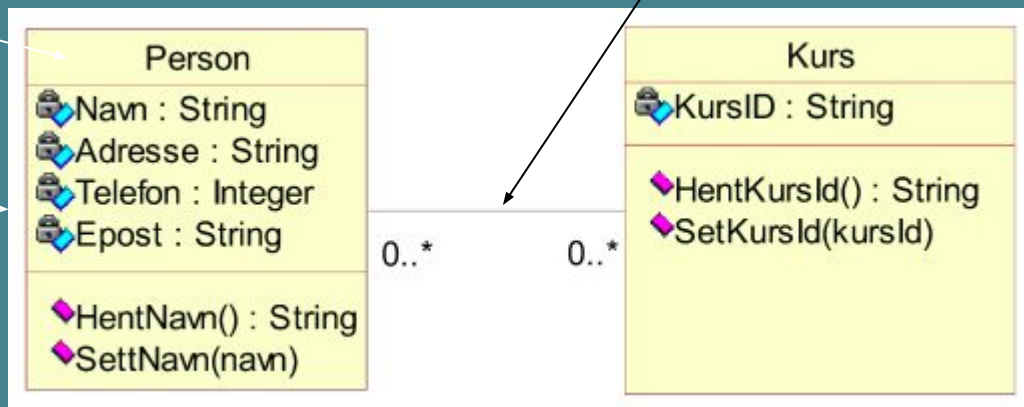 Person
Navn : String
Adresse : String
Telefon : Integer
Epost : String
HentNavn() : String
SettNavn(navn)
0..*
0..*
Kurs
KursID : String
HentKursId() : String
SetKursId(kursId)